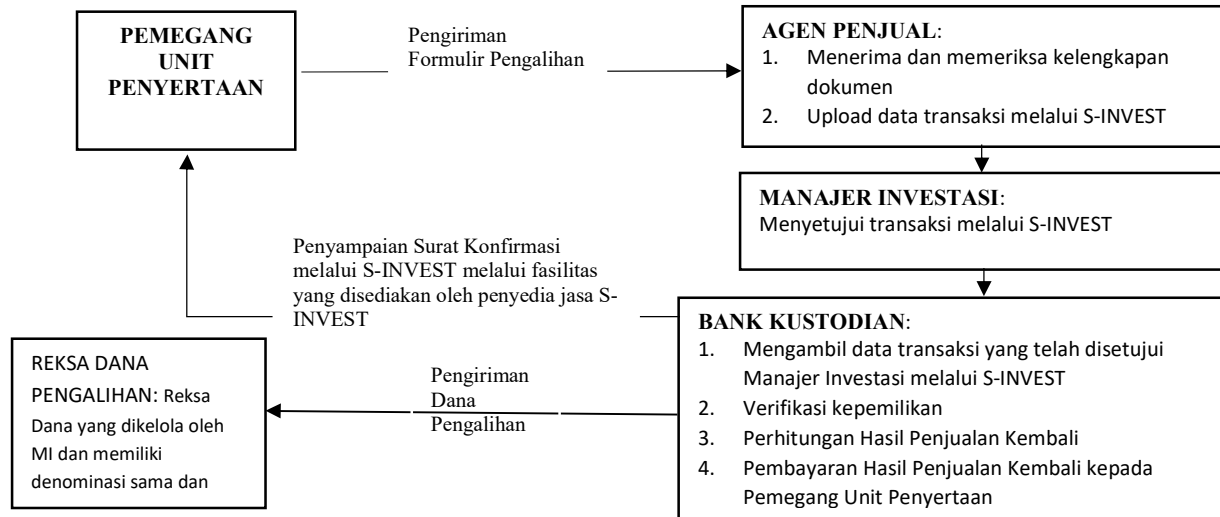 PEMEGANG
UNIT
PENYERTAAN
Pengiriman
Formulir Pengalihan
AGEN PENJUAL:
1. Menerima dan memeriksa kelengkapan
dokumen
2. Upload data transaksi melalui S-INVEST
MANAJER INVESTASI:
Menyetujui transaksi melalui S-INVEST
Penyampaian Surat Konfirmasi
melalui S-INVEST melalui fasilitas
yang disediakan oleh penyedia jasa S-
INVEST
BANK KUSTODIAN:
1. Mengambil data transaksi yang telah disetujui
Manajer Investasi melalui S-INVEST
2. Verifikasi kepemilikan
3. Perhitungan Hasil Penjualan Kembali
4. Pembayaran Hasil Penjualan Kembali kepada
Pemegang Unit Penyertaan
Pengiriman
Dana
Pengalihan
REKSA DANA
PENGALIHAN: Reksa
Dana yang dikelola oleh
MI dan memiliki
denominasi sama dan